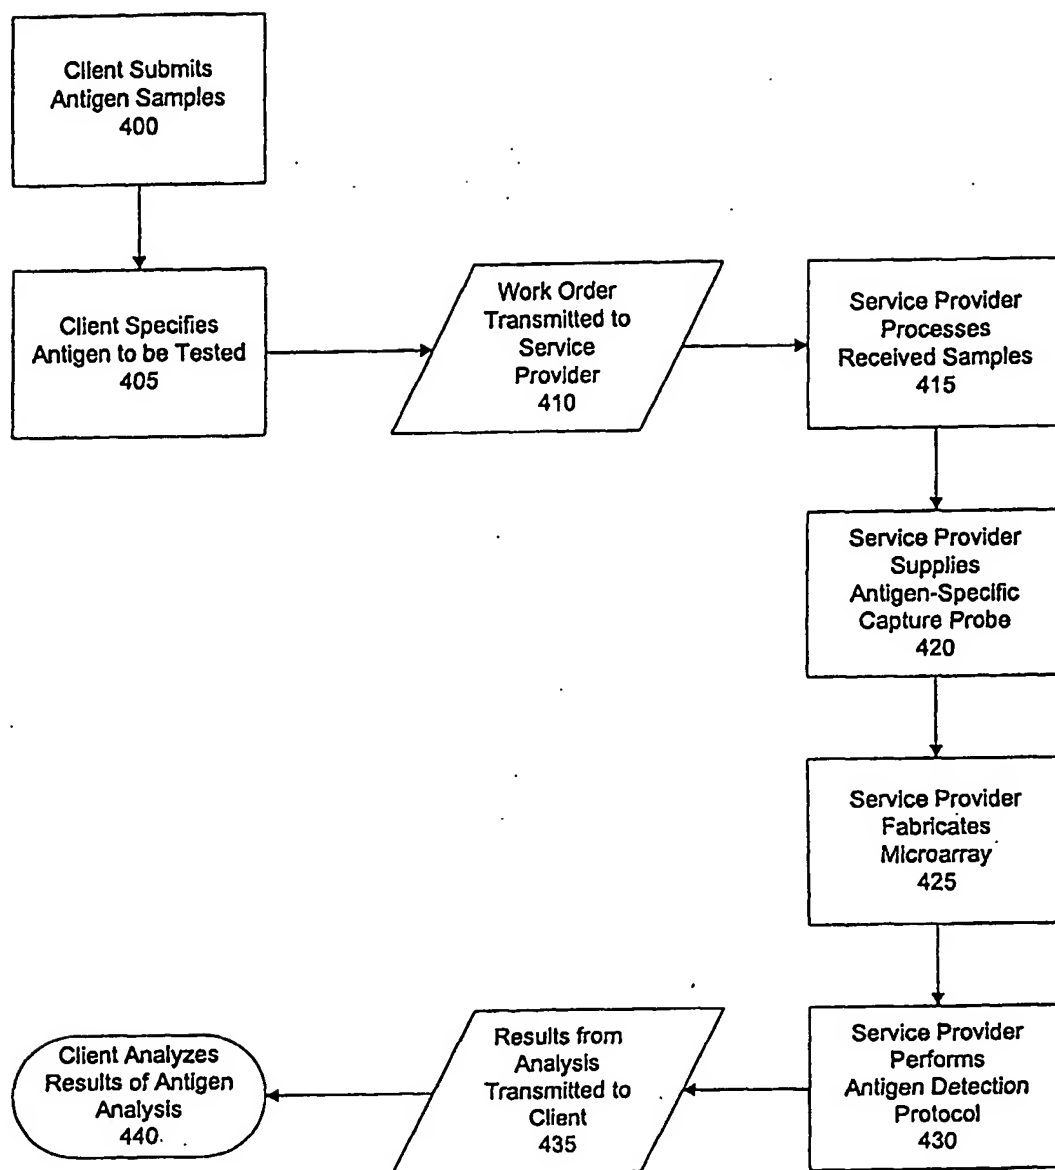 Client Submits
Antigen Samples
400
Client Specifies
Antigen to be Tested
405
Work Order
Transmitted to
Service
Provider
410
Service Provider
Processes
Received Samples
415
Service Provider
Supplies
Antigen-Specific
Capture Probe
420
Service Provider
Fabricates
Microarray
425
Service Provider
Performs
Antigen Detection
Protocol
430
Results from
Analysis
Transmitted to
Client
435
Client Analyzes
Results of Antigen
Analysis
440